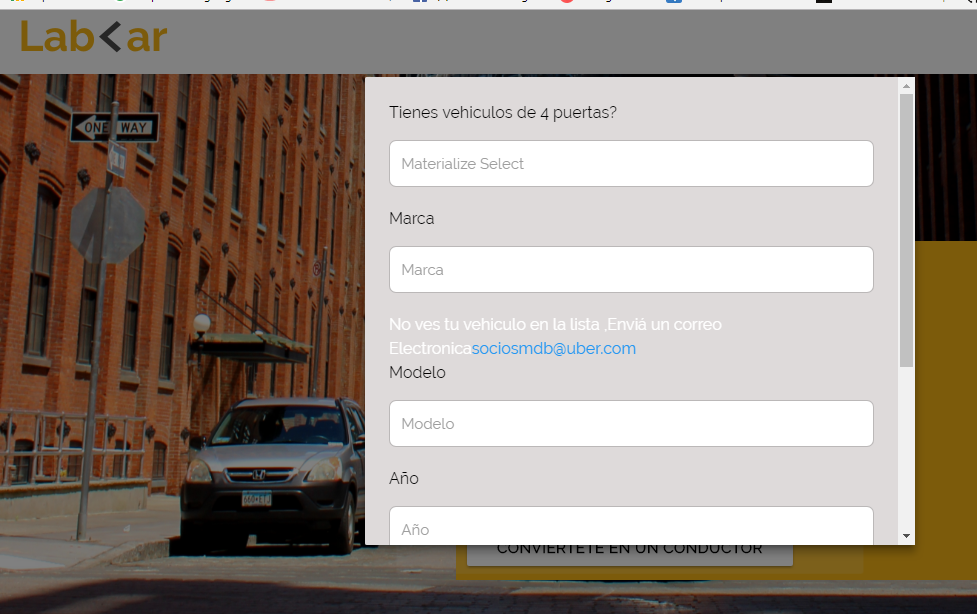 Lab<ar
ONE WAY
Tienes vehiculos de 4 puertas?
Materialize Select
Marca
Marca
No ves tu vehiculo en la lista ,Enviá un correo
Electronicasociosmdb@uber.com
Modelo
Modelo
Año
Año
CONVIÉRTETE EN UN CONDUCTOR